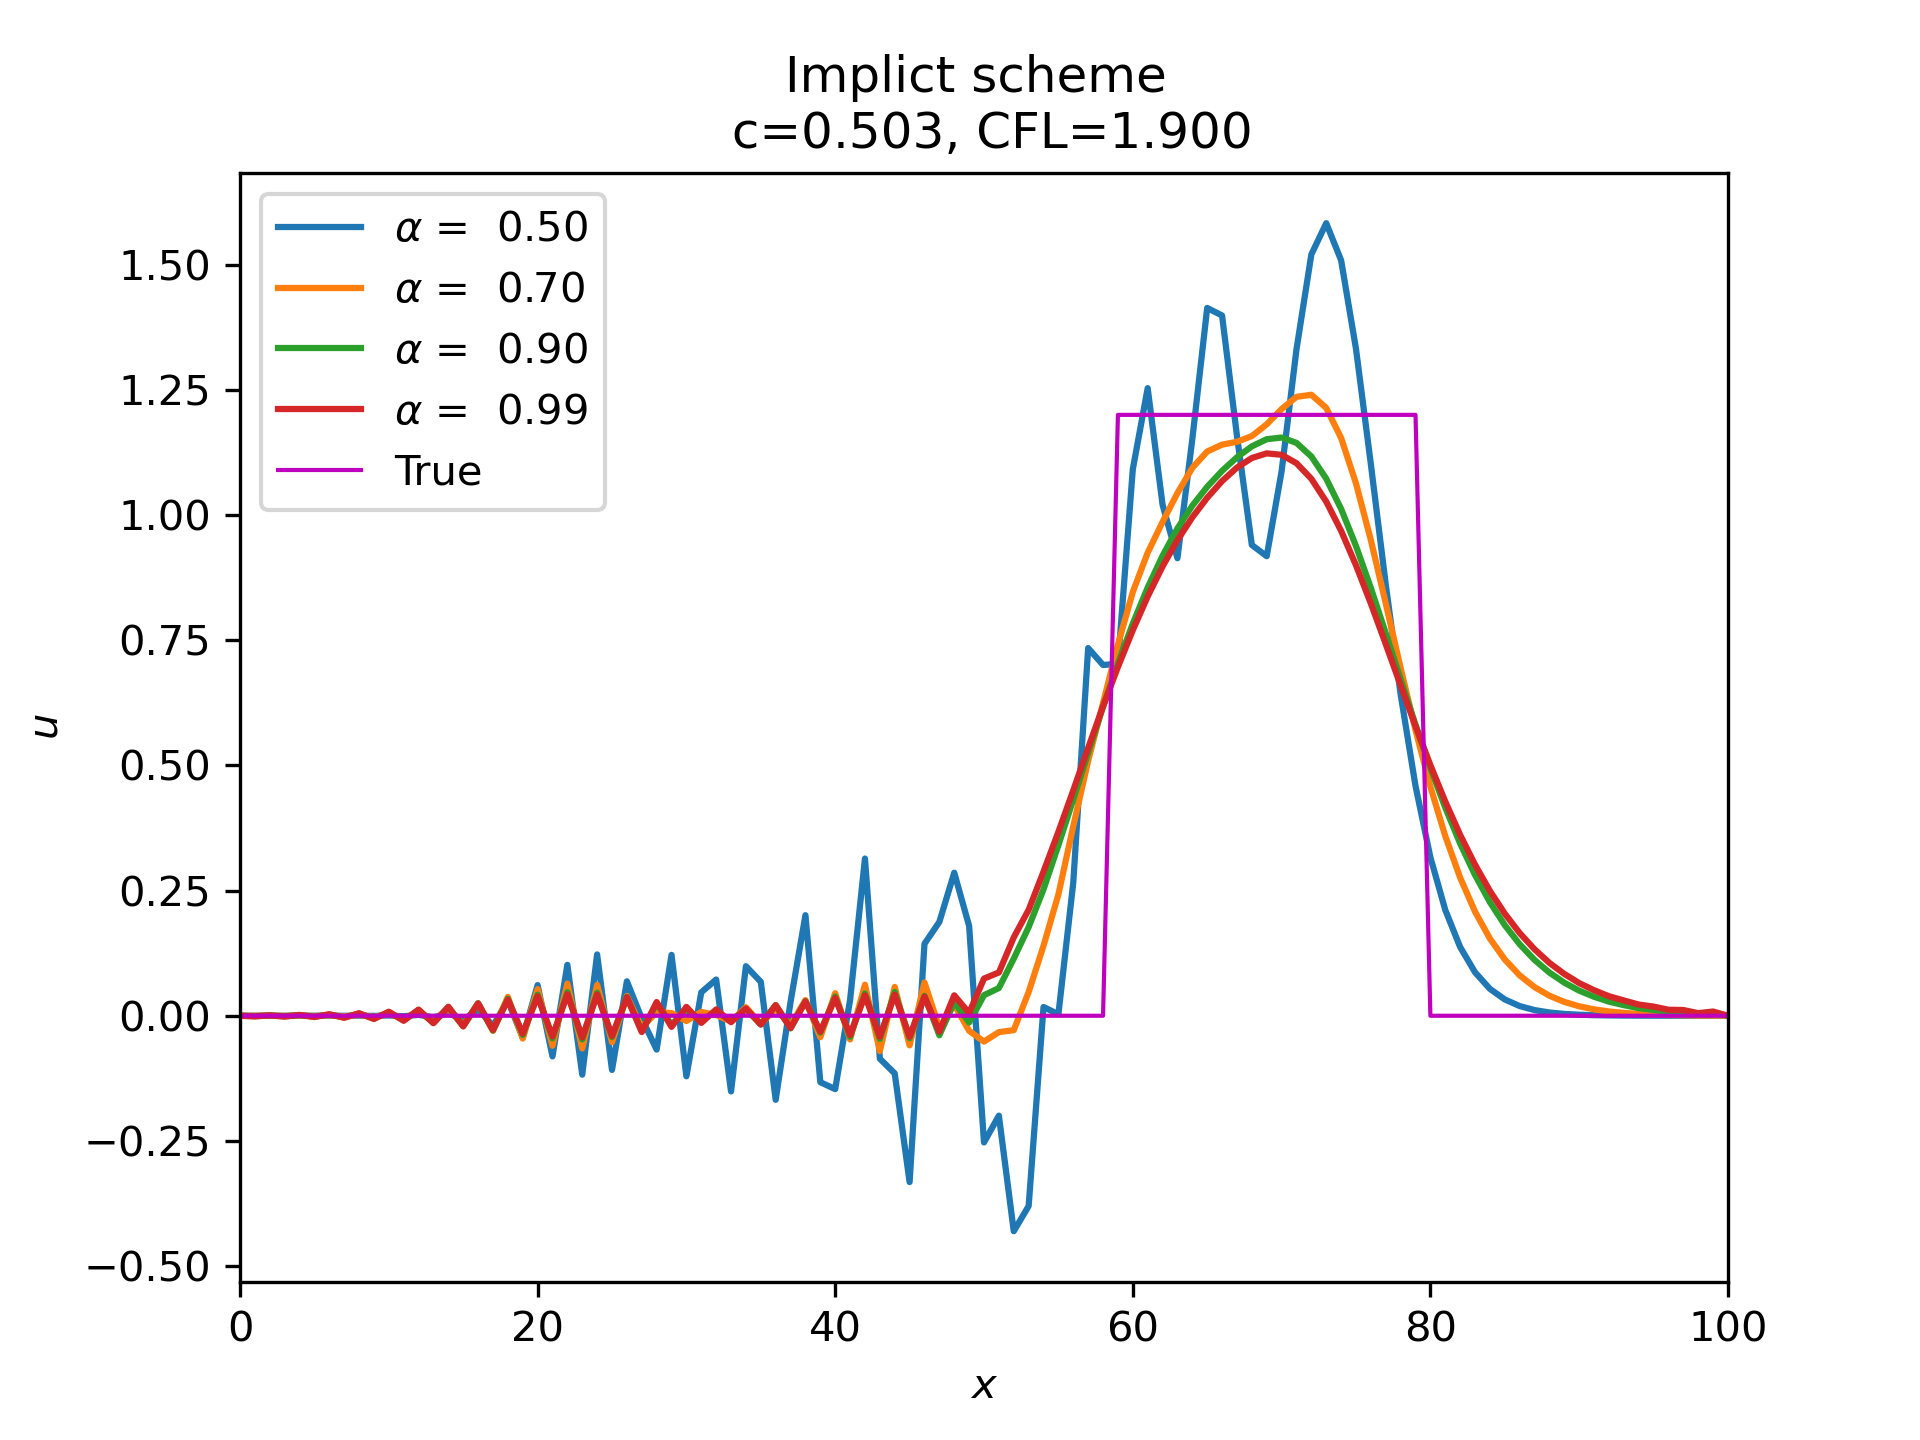 Implict scheme
c=0.503, CFL=1.900
α = 0.50
α = 0.70
α = 0.90
α = 0.99
True
1.50
1.25
1.00
0.75
0.50
0.25
0.00
−0.25
−0.50
u
0 20 40 60 80 100
x